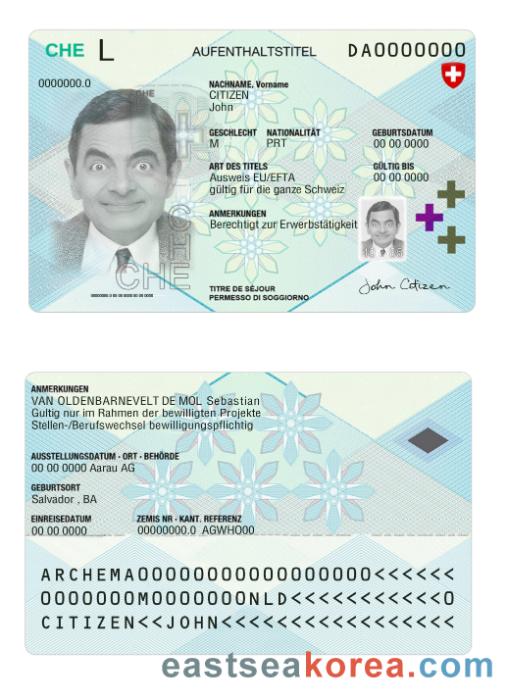 CHE L AUFENTHALTSTITEL DA0000000
0000000.0
CHE
NACHNAME, Vorname
CITIZEN
John
GESCHLECHT NATIONALITÄT GEBURTSDATUM
M PRT 00 00 0000
ART DES TITELS GÜLTIG BIS
Ausweis EU/EFTA 00 00 0000
gültig für die ganze Schweiz
ANMERKUNGEN
Berechtigt zur Erwerbstätigkeit
CHE
TITRE DE SÉJOUR
PERMESSO DI SOGGIORNO
John Citizen
ANMERKUNGEN
VAN OLDENBARNEVELT DE MOL Sebastian
Gultig nur im Rahmen der bewilligten Projekte
Stellen-/Berufswechsel bewilligungspflichtig
AUSSTELLUNGSDATUM - ORT - BEHÖRDE
00 00 0000 Aarau AG
GEBURTSORT
Salvador , BA
EINREISEDATUM ZEMIS NR - KANT. REFERENZ
00 00 0000 00000000.0 AGWHO00
ARCHEMA00000000000000000<<<<<<
0000000M0000000NLD<<<<<<<<<<<0
CITIZEN<<JOHN<<<<<<<<<<<<<<<<<
eastseakorea.com